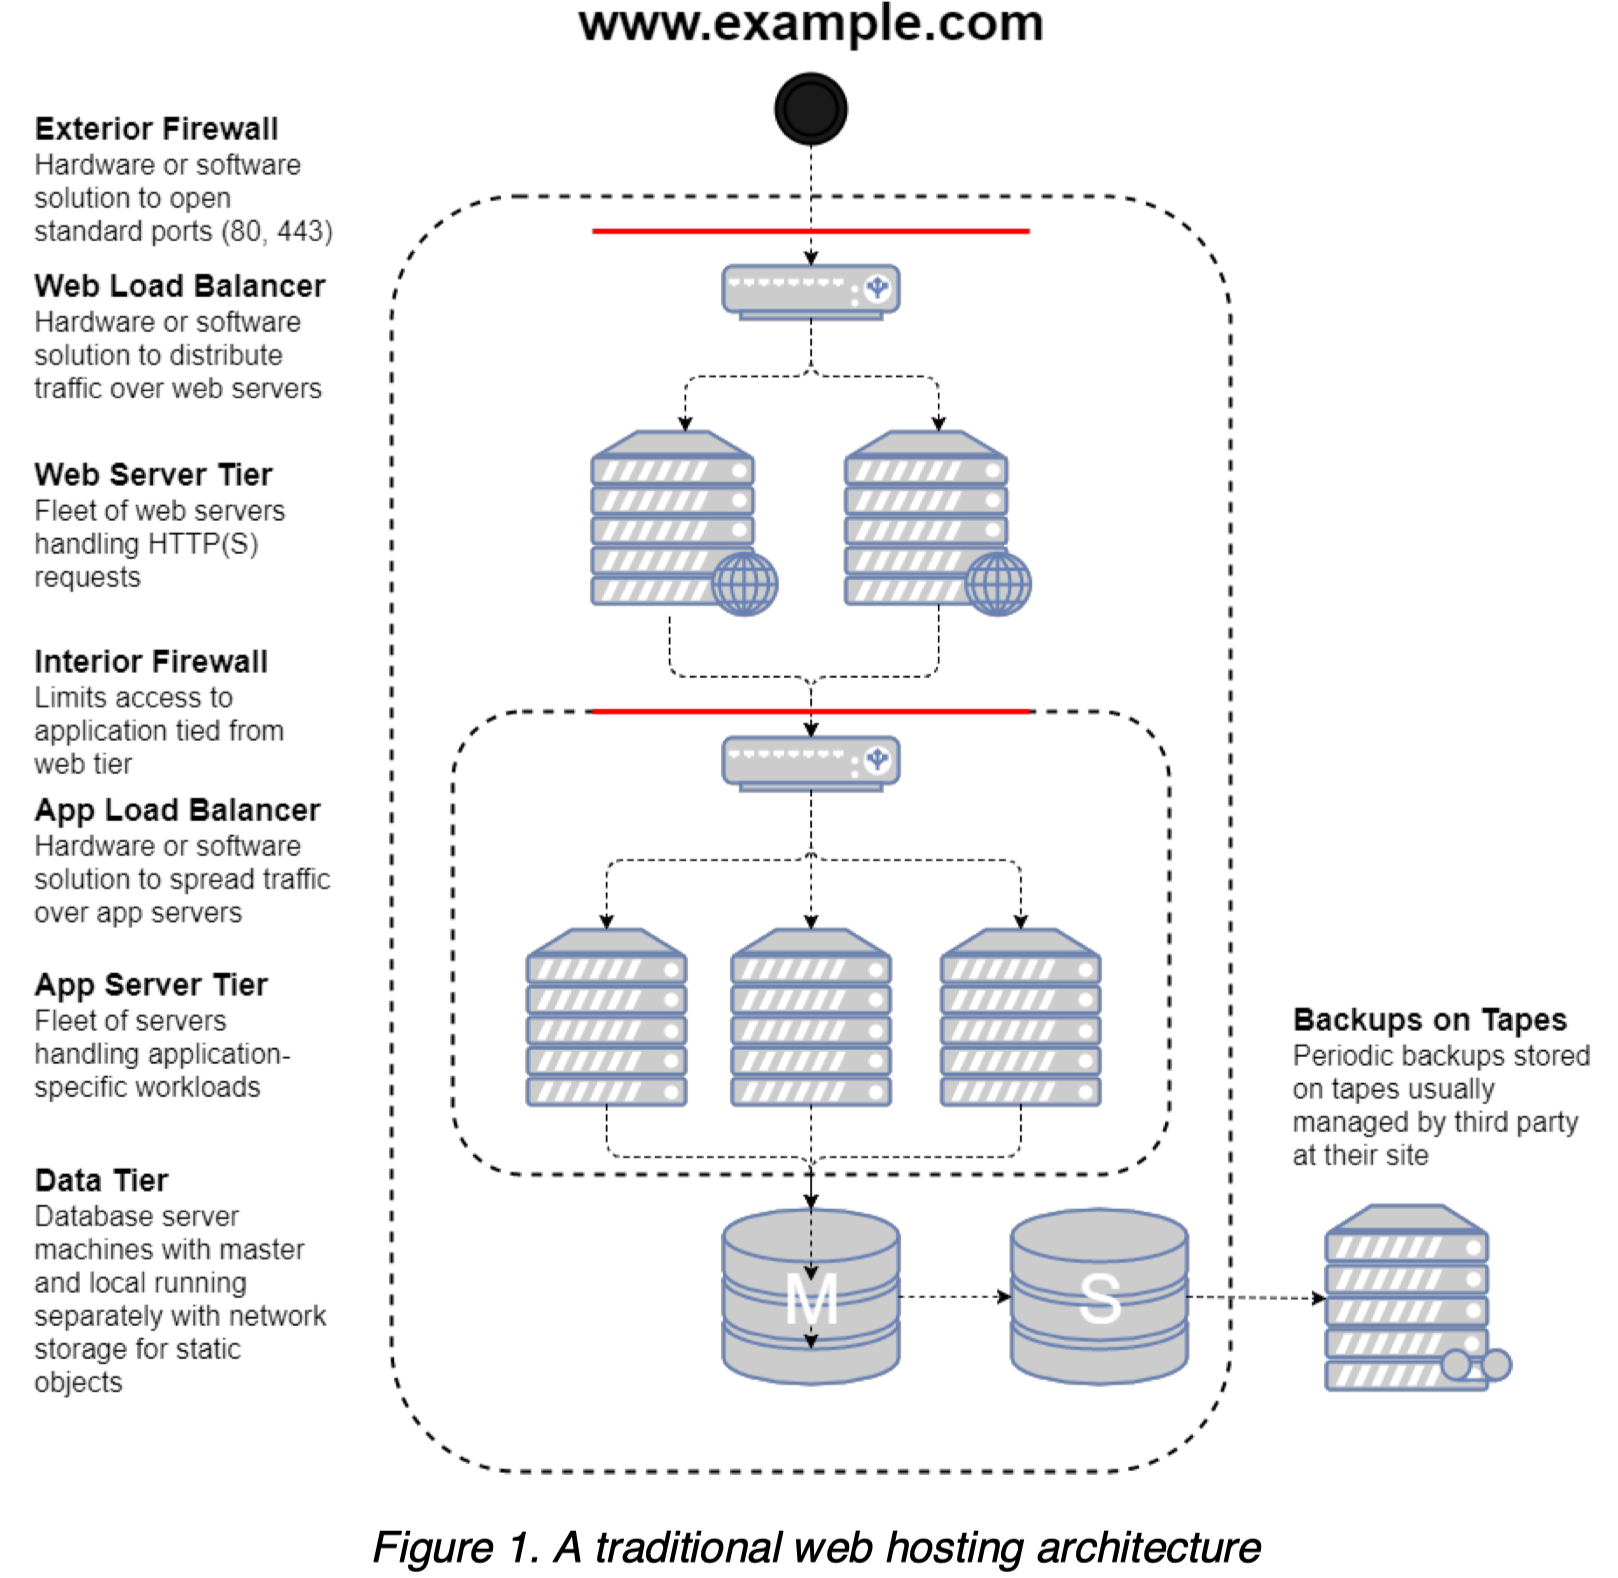 www.example.com
Exterior Firewall
Hardware or software
solution to open
standard ports (80, 443)
Web Load Balancer
Hardware or software
solution to distribute
traffic over web servers
Web Server Tier
Fleet of web servers
handling HTTP(S)
requests
Interior Firewall
Limits access to
application tied from
web tier
App Load Balancer
Hardware or software
solution to spread traffic
over app servers
App Server Tier
Fleet of servers
handling application-
specific workloads
Backups on Tapes
Periodic backups stored
on tapes usually
managed by third party
at their site
Data Tier
Database server
machines with master
and local running
separately with network
storage for static
objects
M
S
Figure 1. A traditional web hosting architecture